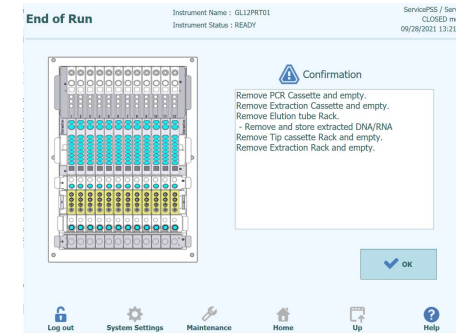 End of Run
Instrument Name : GL12PRT01
Instrument Status : READY
ServicePSS / Serv
CLOSED m
09/28/2021 13:21
Confirmation
Remove PCR Cassette and empty.
Remove Extraction Cassette and empty.
Remove Elution tube Rack.
- Remove and store extracted DNA/RNA
Remove Tip cassette Rack and empty.
Remove Extraction Rack and empty.
OK
Log out
System Settings
Maintenance
Home
Up
Help